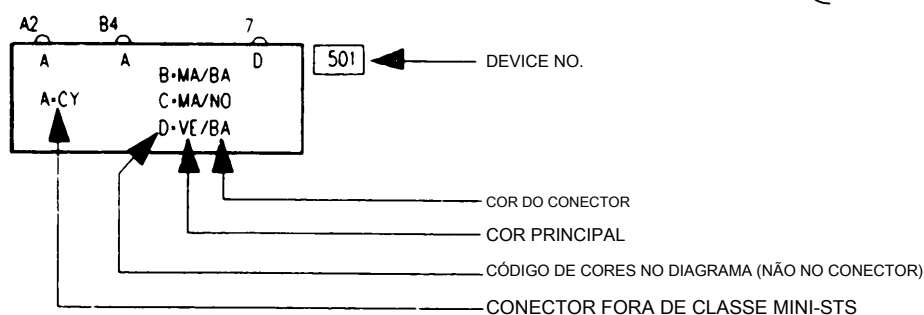 A2 B4 7
A A D 501 DEVICE NO.
B•MA/BA
A•CY C•MA/NO
D•VE/BA
COR DO CONECTOR
COR PRINCIPAL
CÓDIGO DE CORES NO DIAGRAMA (NÃO NO CONECTOR)
CONECTOR FORA DE CLASSE MINI-STS